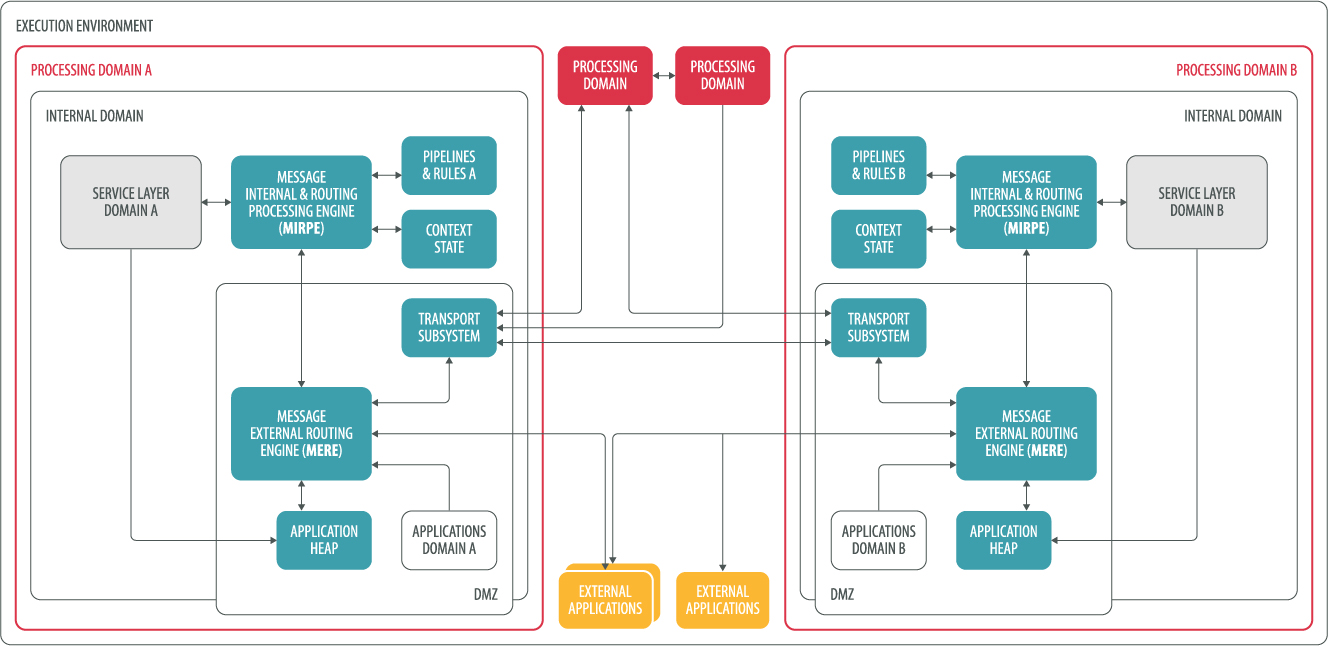 EXECUTION ENVIRONMENT
PROCESSING DOMAIN A
INTERNAL DOMAIN
SERVICE LAYER
DOMAIN A
MESSAGE
INTERNAL & ROUTING
PROCESSING ENGINE
(MIRPE)
PIPELINES
& RULES A
CONTEXT
STATE
TRANSPORT
SUBSYSTEM
MESSAGE
EXTERNAL ROUTING
ENGINE (MERE)
APPLICATION
HEAP
APPLICATIONS
DOMAIN A
DMZ
PROCESSING
DOMAIN
PROCESSING
DOMAIN
EXTERNAL
APPLICATIONS
EXTERNAL
APPLICATIONS
PROCESSING DOMAIN B
INTERNAL DOMAIN
PIPELINES
& RULES B
CONTEXT
STATE
MESSAGE
INTERNAL & ROUTING
PROCESSING ENGINE
(MIRPE)
SERVICE LAYER
DOMAIN B
TRANSPORT
SUBSYSTEM
MESSAGE
EXTERNAL ROUTING
ENGINE (MERE)
APPLICATIONS
DOMAIN B
APPLICATION
HEAP
DMZ